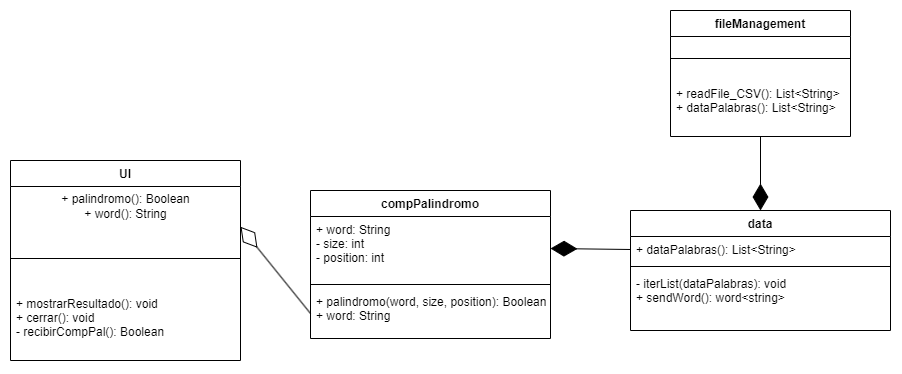 fileManagement
+ readFile_CSV(): List<String>
+ dataPalabras(): List<String>
UI
+ palindromo(): Boolean
+ word(): String
+ mostrarResultado(): void
+ cerrar(): void
- recibirCompPal(): Boolean
compPalindromo
+ word: String
- size: int
- position: int
+ palindromo(word, size, position): Boolean
+ word: String
data
+ dataPalabras(): List<String>
- iterList(dataPalabras): void
+ sendWord(): word<string>